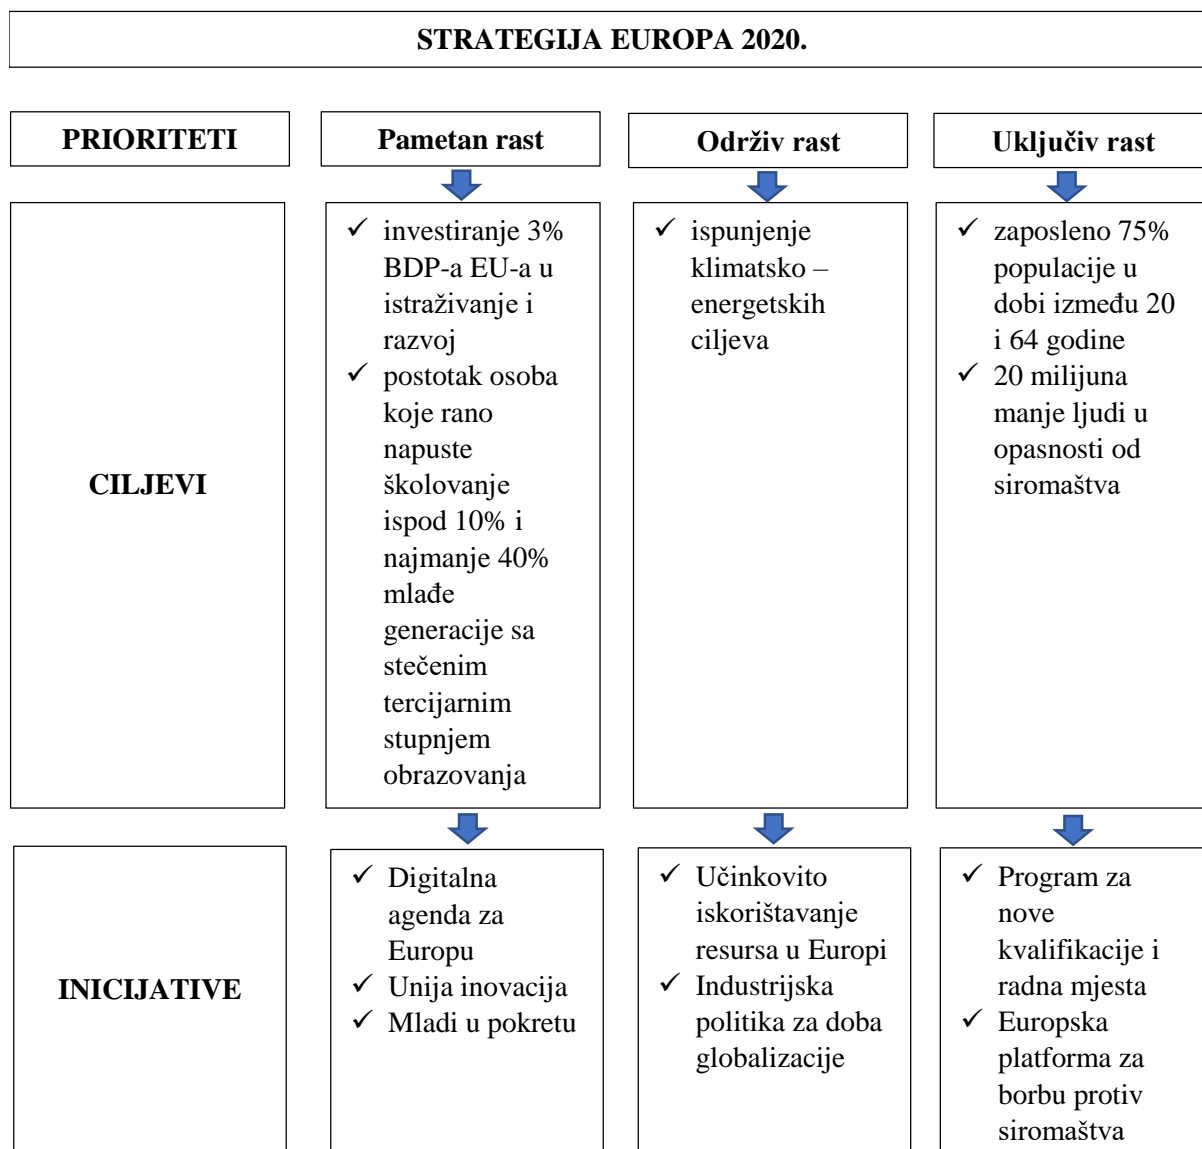 STRATEGIJA EUROPA 2020.
PRIORITETI
Pametan rast
Održiv rast
Uključiv rast
CILJEVI
✓ investiranje 3%
BDP-a EU-a u
istraživanje i
razvoj
✓ postotak osoba
koje rano
napuste
školovanje
ispod 10% i
najmanje 40%
mlađe
generacije sa
stečenim
tercijarnim
stupnjem
obrazovanja
✓ ispunjenje
klimatsko –
energetskih
ciljeva
✓ zaposleno 75%
populacije u
dobi između 20
i 64 godine
✓ 20 milijuna
manje ljudi u
opasnosti od
siromaštva
INICIJATIVE
✓ Digitalna
agenda za
Europu
✓ Unija inovacija
✓ Mladi u pokretu
✓ Učinkovito
iskorištavanje
resursa u Europi
✓ Industrijska
politika za doba
globalizacije
✓ Program za
nove
kvalifikacije i
radna mjesta
✓ Europska
platforma za
borbu protiv
siromaštva